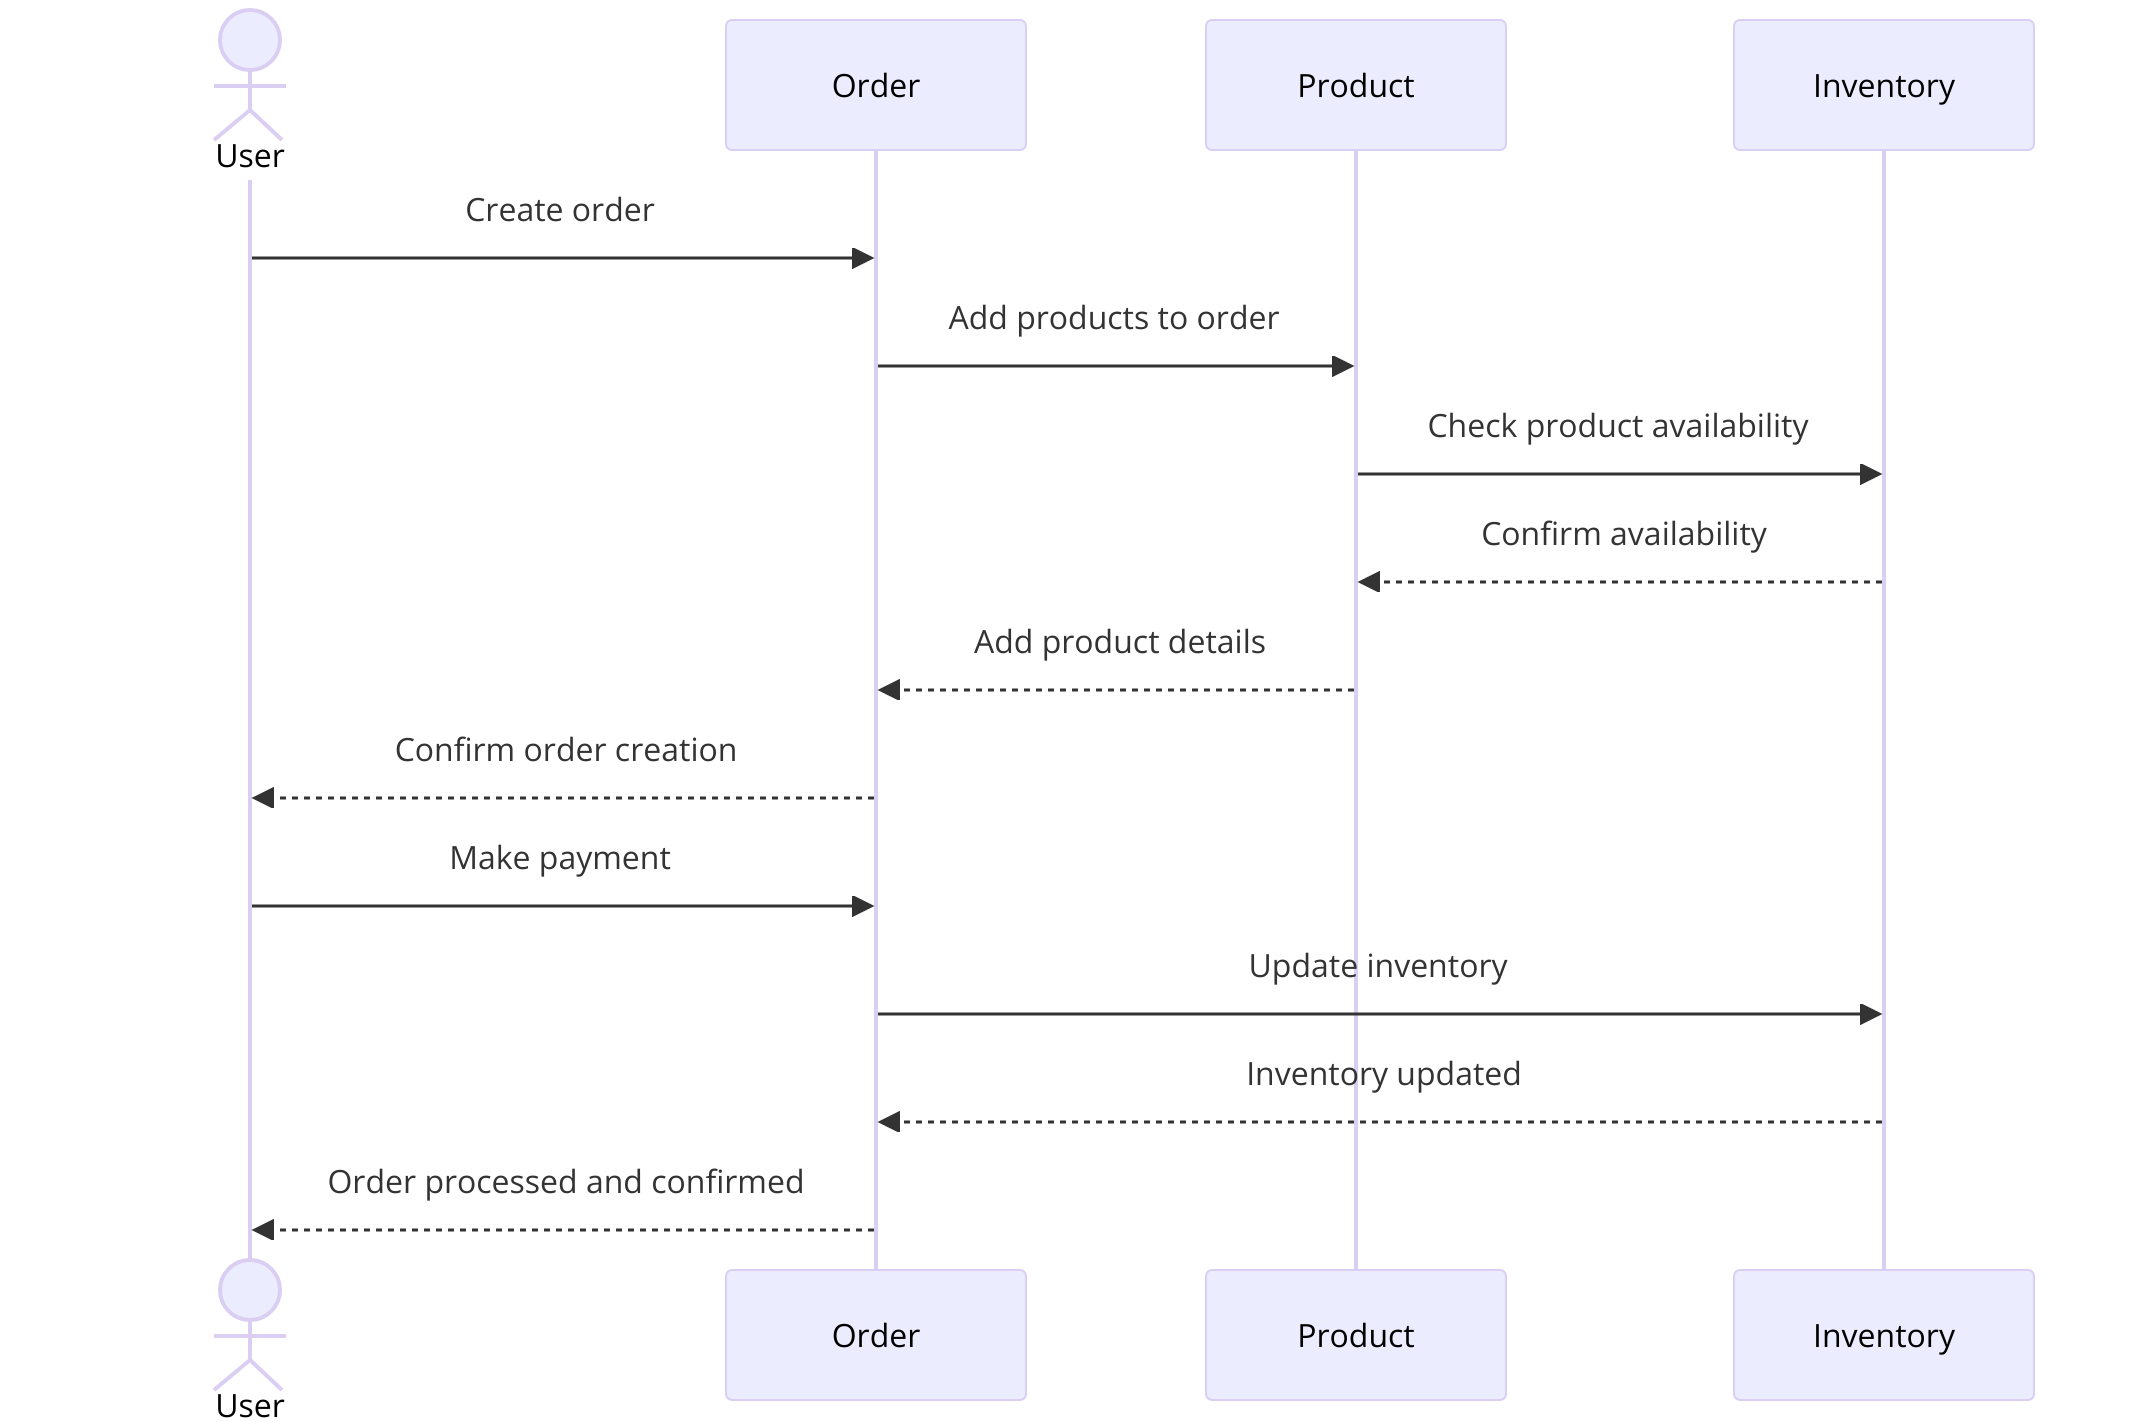 User
Order
Product
Inventory
Create order
Add products to order
Check product availability
Confirm availability
Add product details
Confirm order creation
Make payment
Update inventory
Inventory updated
Order processed and confirmed
User
Order
Product
Inventory